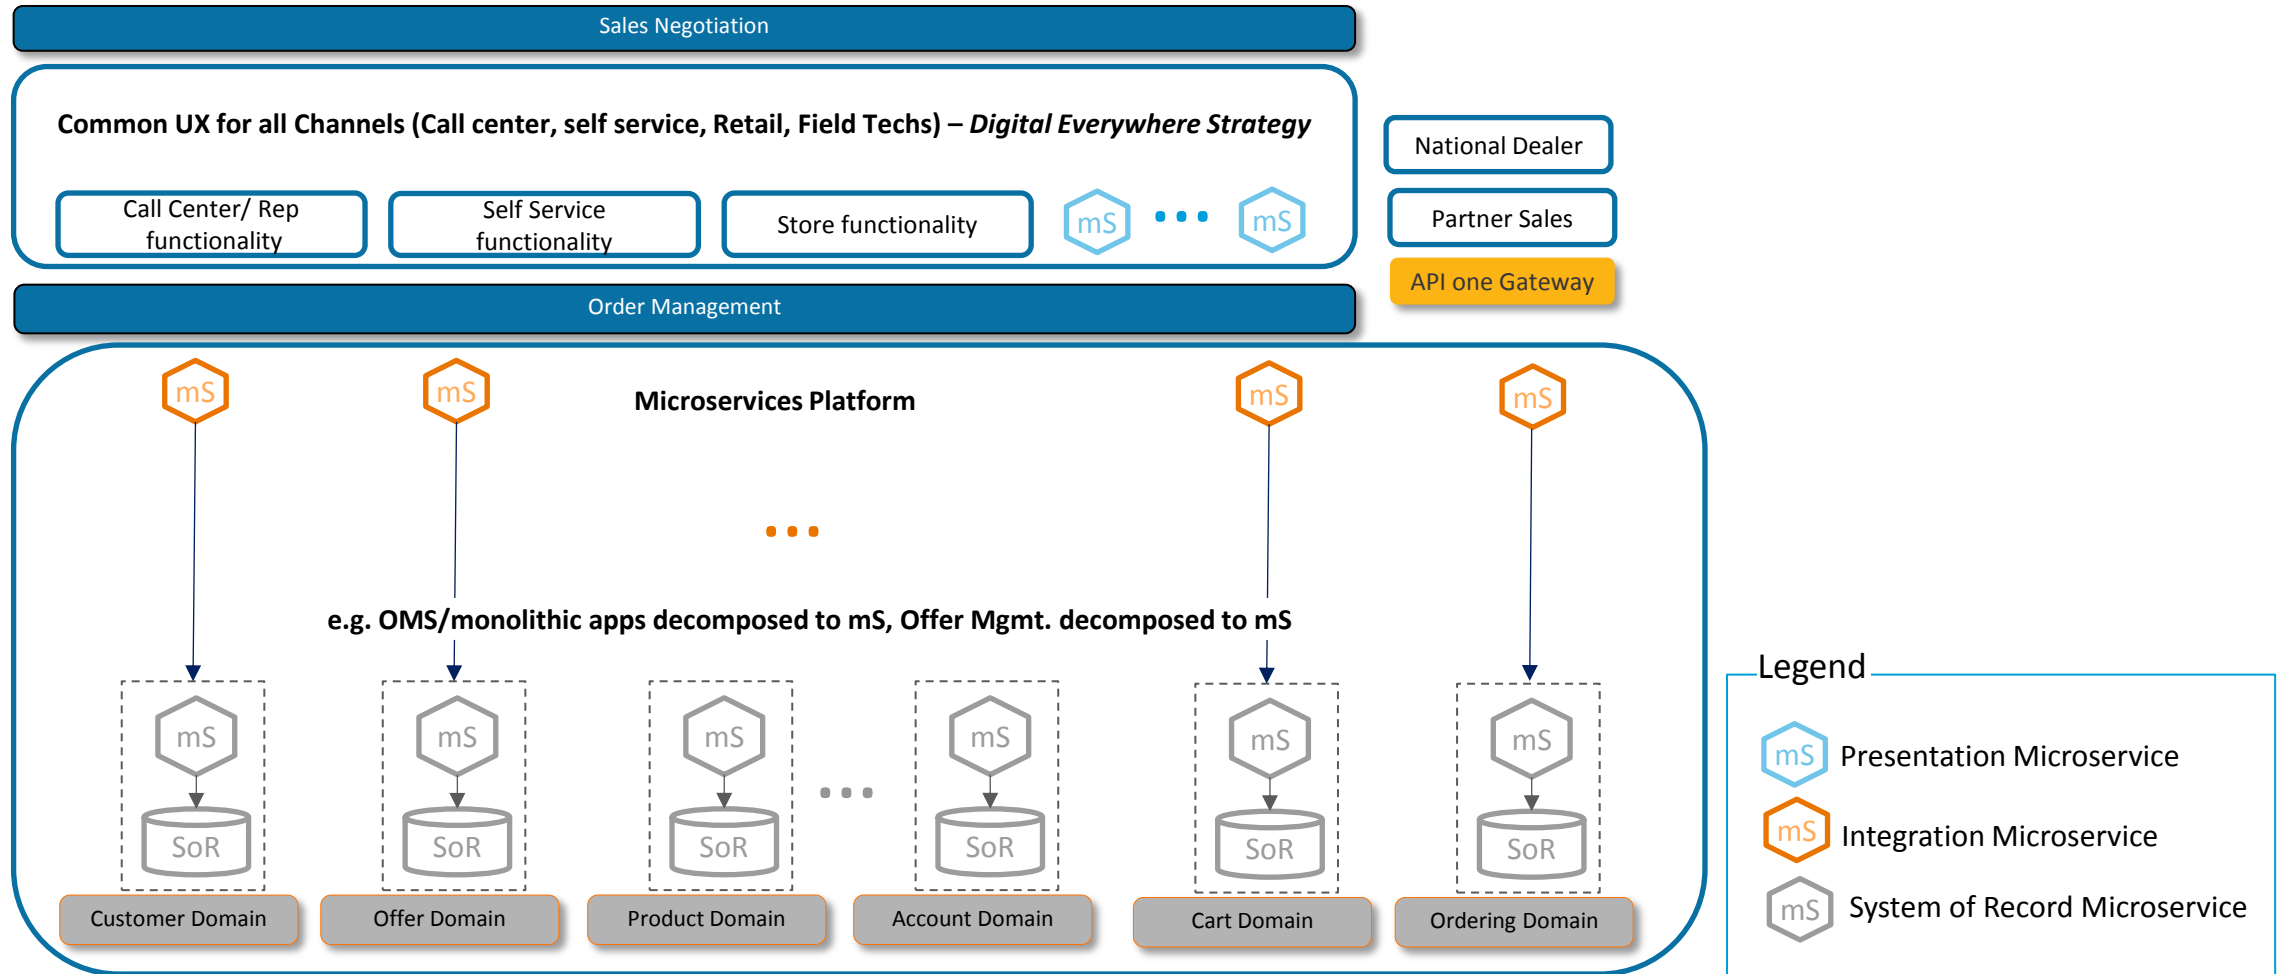 Sales Negotiation
Common UX for all Channels (Call center, self service, Retail, Field Techs) – Digital Everywhere Strategy
Call Center/ Rep
functionality
Self Service
functionality
Store functionality
mS
mS
National Dealer
Partner Sales
API one Gateway
Order Management
mS
mS
Microservices Platform
mS
mS
e.g. OMS/monolithic apps decomposed to mS, Offer Mgmt. decomposed to mS
mS
mS
mS
mS
mS
mS
SoR
SoR
SoR
SoR
SoR
SoR
Customer Domain
Offer Domain
Product Domain
Account Domain
Cart Domain
Ordering Domain
Legend
mS Presentation Microservice
mS Integration Microservice
mS System of Record Microservice